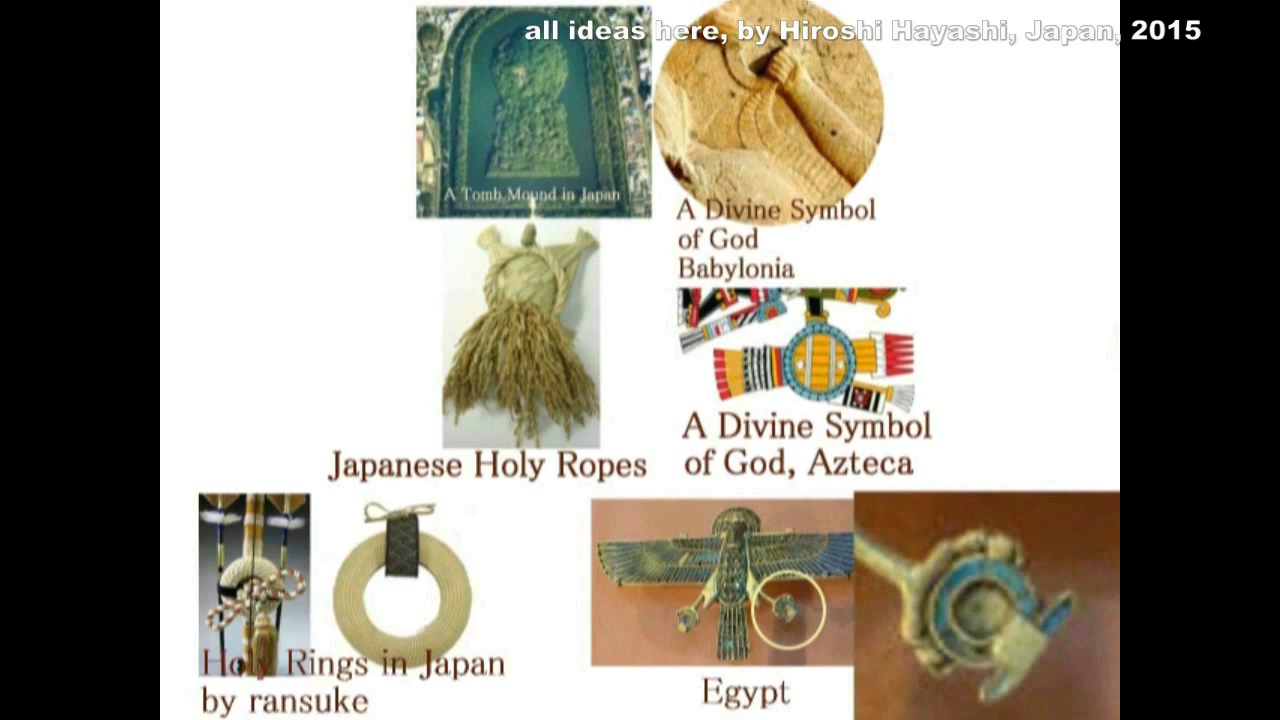 all ideas here, by Hiroshi Hayashi, Japan, 2015
A Tomb Mound in Japan
A Divine Symbol
of God
Babylonia
A Divine Symbol
of God, Azteca
Japanese Holy Ropes
Holy Rings in Japan
by ransuke
Egypt